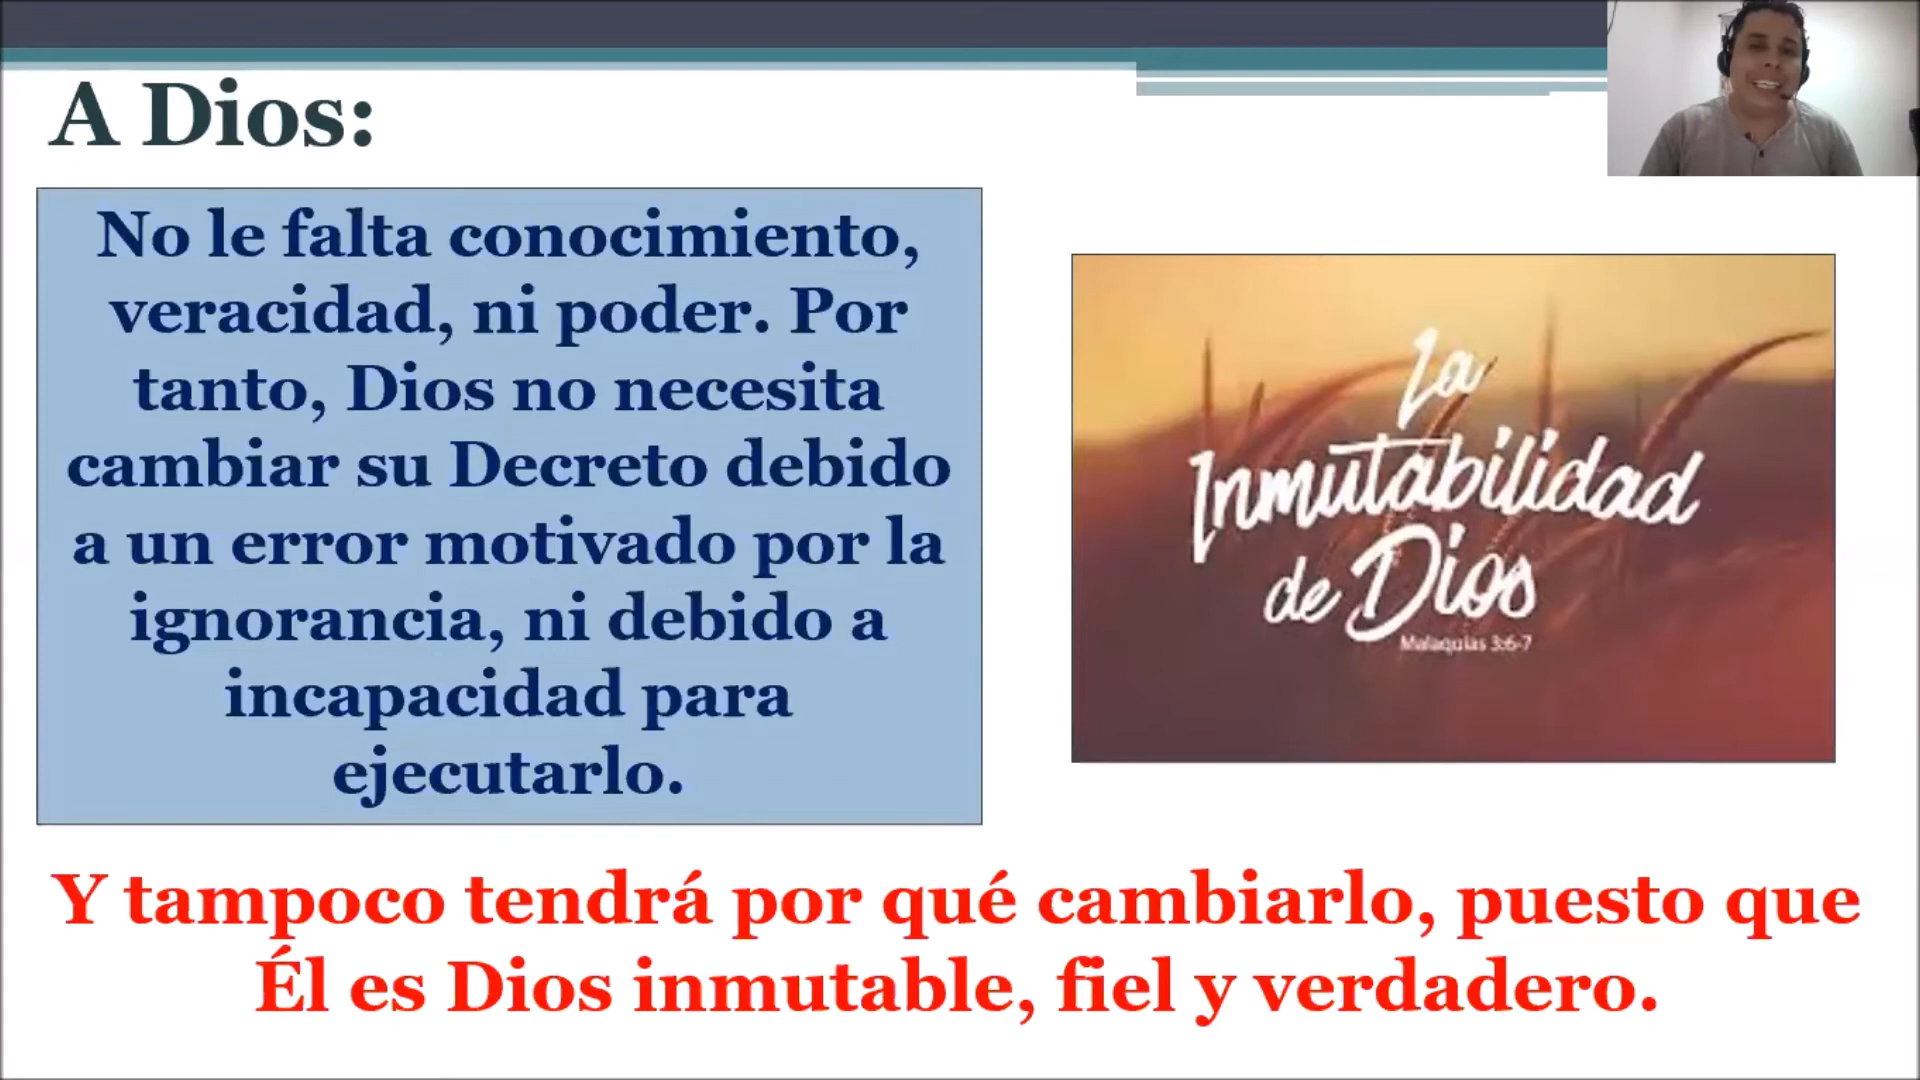 A Dios:
No le falta conocimiento,
veracidad, ni poder. Por
tanto, Dios no necesita
cambiar su Decreto debido
a un error motivado por la
ignorancia, ni debido a
incapacidad para
ejecutarlo.
La
Inmutabilidad
de Dios
Malaquias 3:6-7
Y tampoco tendrá por qué cambiarlo, puesto que
Él es Dios inmutable, fiel y verdadero.